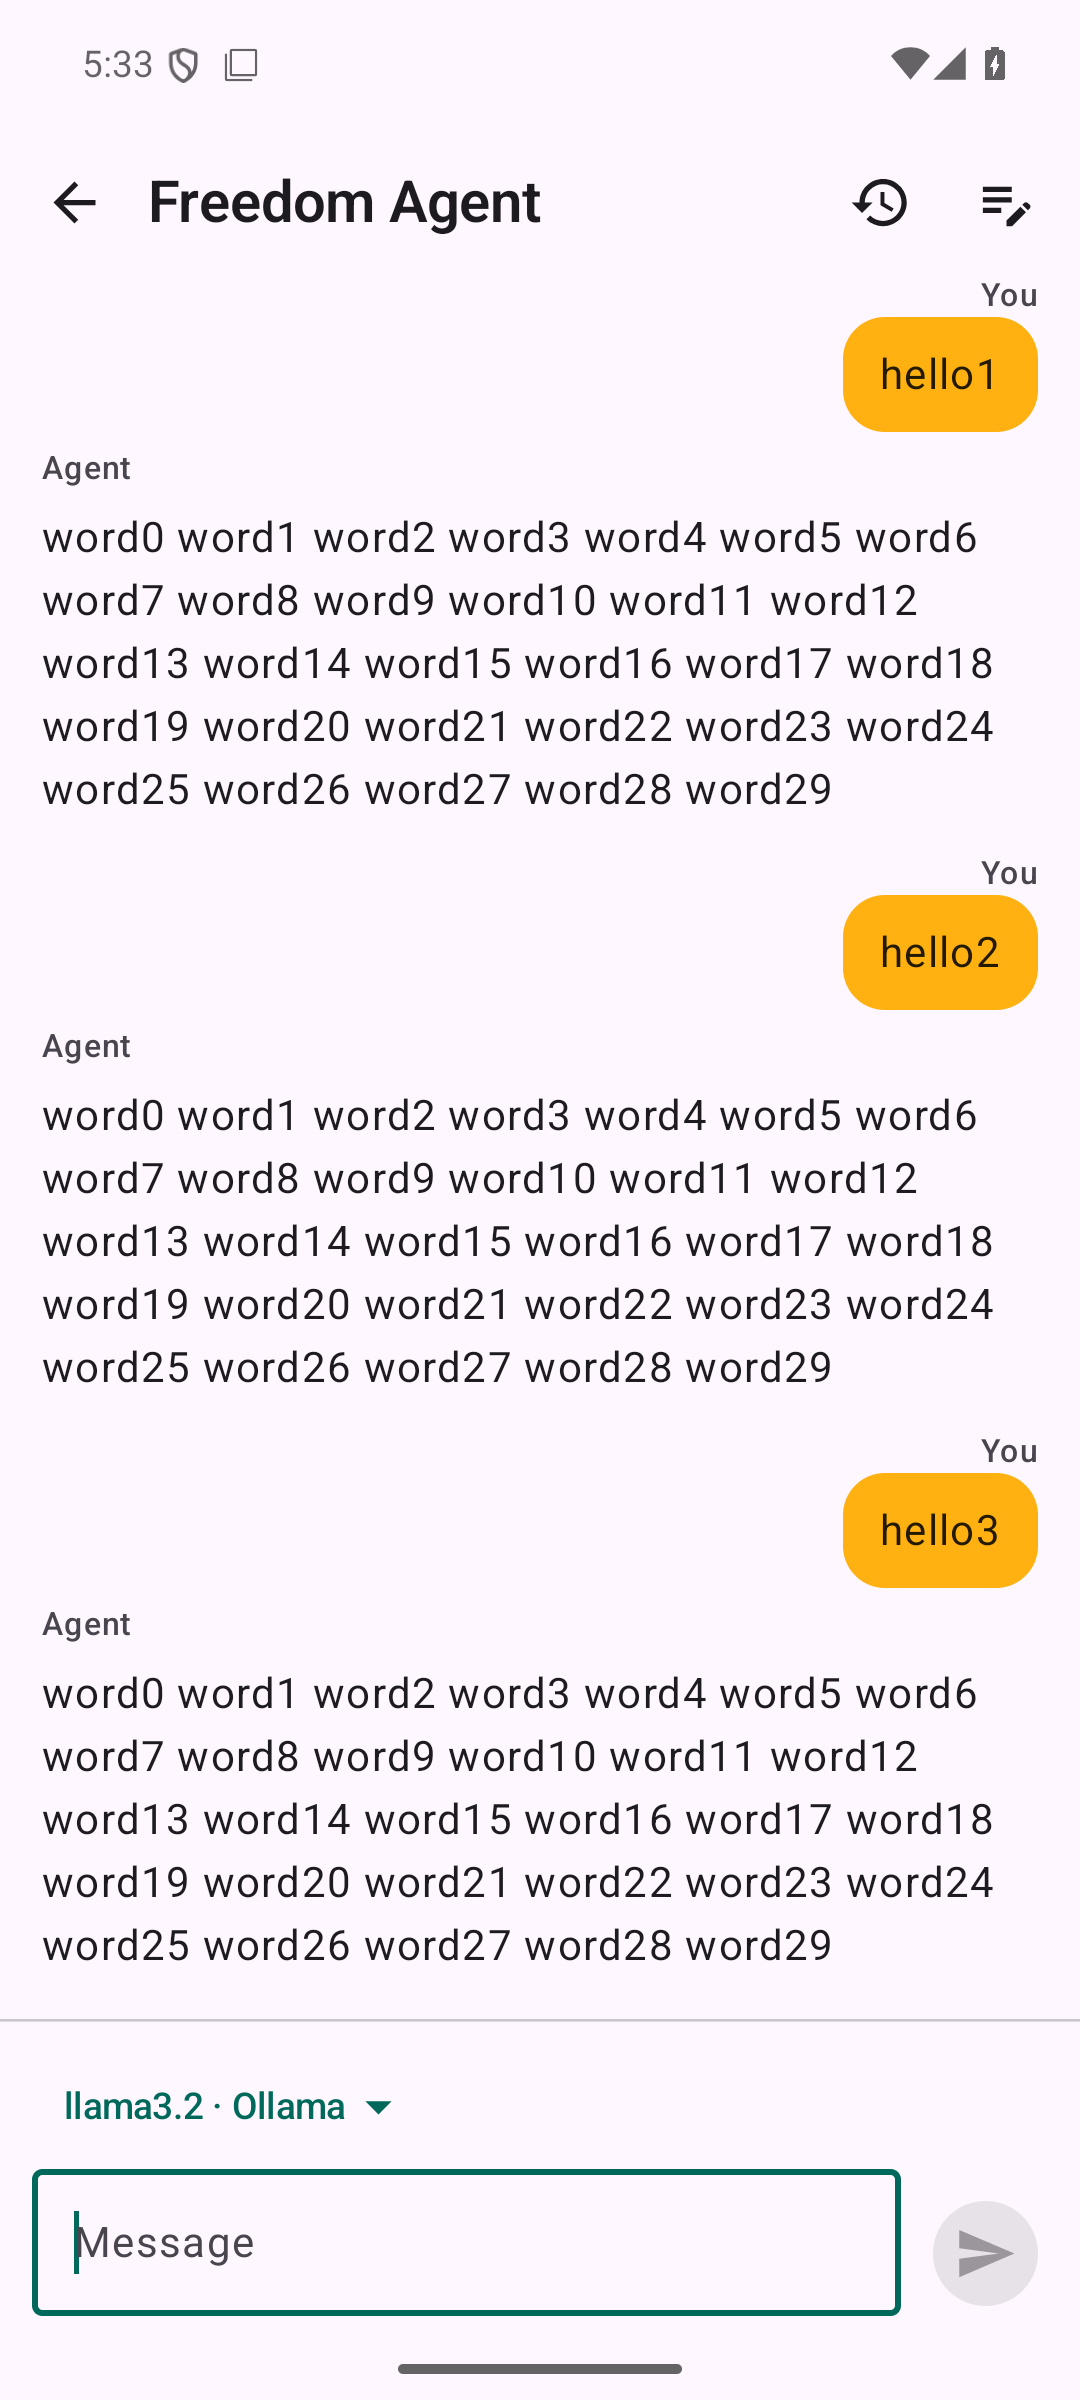 5:33
Freedom Agent
You
hello1
Agent
word0 word1 word2 word3 word4 word5 word6
word7 word8 word9 word10 word11 word12
word13 word14 word15 word16 word17 word18
word19 word20 word21 word22 word23 word24
word25 word26 word27 word28 word29
You
hello2
Agent
word0 word1 word2 word3 word4 word5 word6
word7 word8 word9 word10 word11 word12
word13 word14 word15 word16 word17 word18
word19 word20 word21 word22 word23 word24
word25 word26 word27 word28 word29
You
hello3
Agent
word0 word1 word2 word3 word4 word5 word6
word7 word8 word9 word10 word11 word12
word13 word14 word15 word16 word17 word18
word19 word20 word21 word22 word23 word24
word25 word26 word27 word28 word29
llama3.2 · Ollama
Message